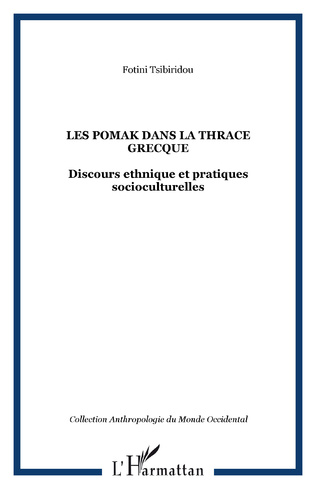 Fotini Tsibiridou
LES POMAK DANS LA THRACE
GRECQUE
Discours ethnique et pratiques
socioculturelles
Collection Anthropologie du Monde Occidental
L'Harmattan